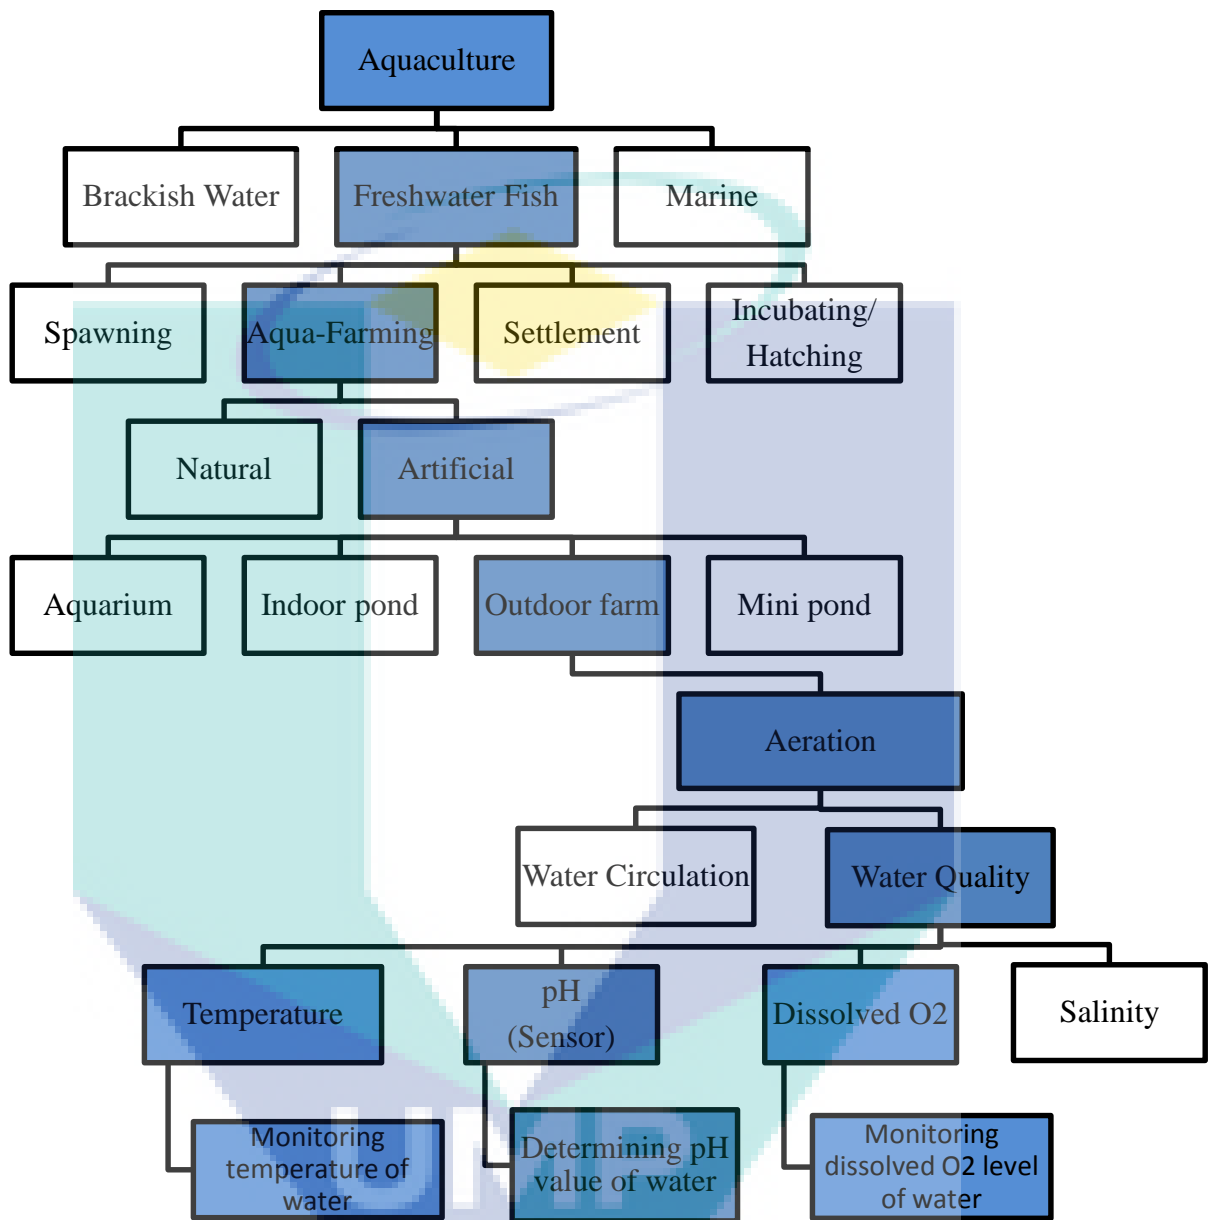 Aquaculture
Brackish Water
Freshwater Fish
Marine
Spawning
Aqua-Farming
Settlement
Incubating/
Hatching
Natural
Artificial
Aquarium
Indoor pond
Outdoor farm
Mini pond
Aeration
Water Circulation
Water Quality
Temperature
pH
(Sensor)
Dissolved O2
Salinity
Monitoring
temperature of
water
Determining pH
value of water
Monitoring
dissolved O2 level
of water
UMP